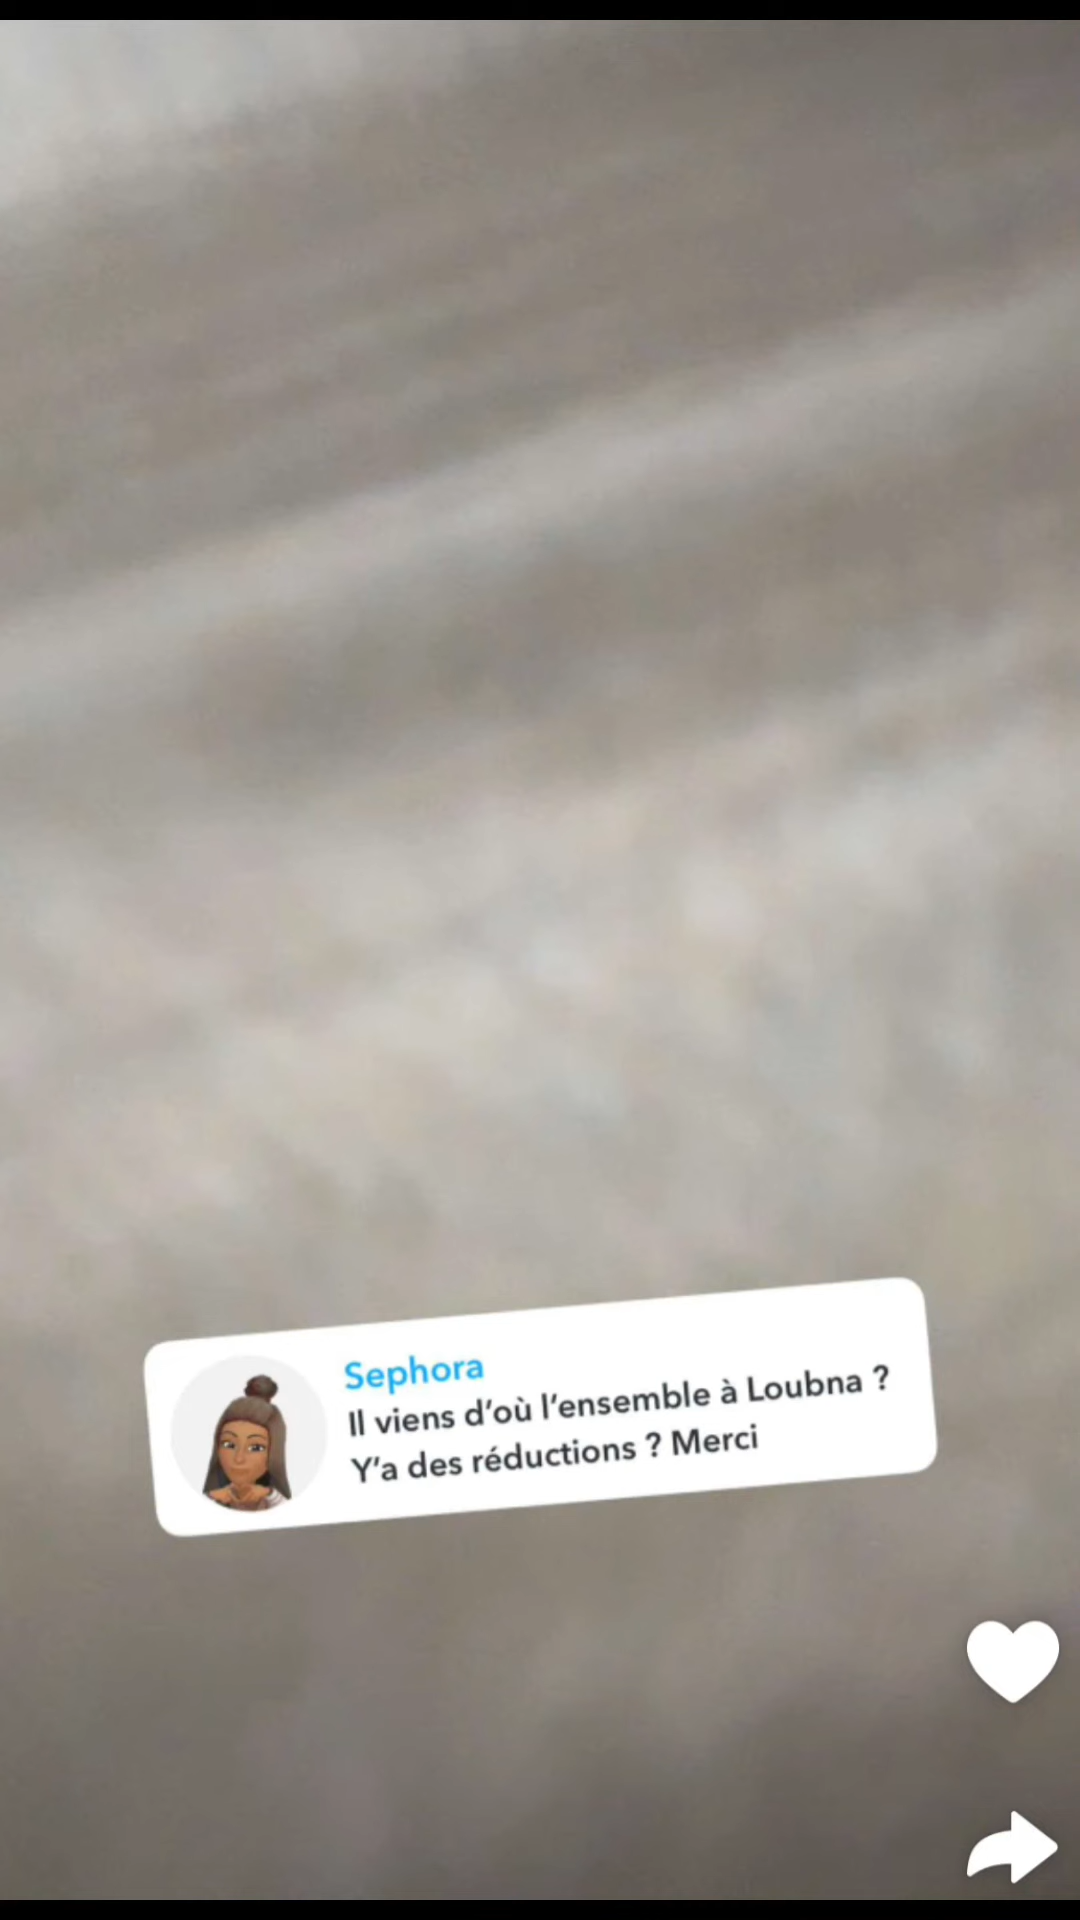 Sephora
Il viens d’où l’ensemble à Loubna ?
Y’a des réductions ? Merci